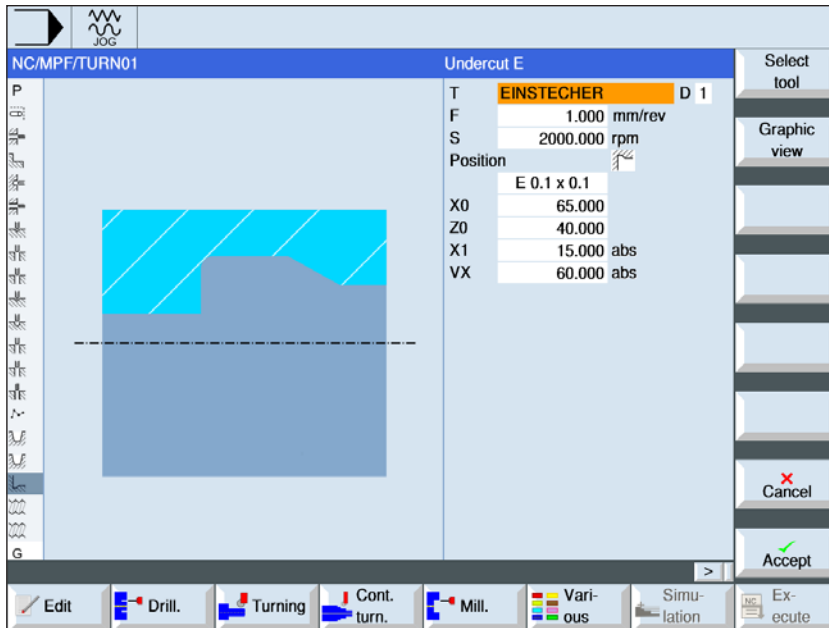 JOG
NC/MPF/TURN01
Undercut E
P
T EINSTECHER D 1
F 1.000 mm/rev
S 2000.000 rpm
Position
E 0.1 x 0.1
X0 65.000
Z0 40.000
X1 15.000 abs
VX 60.000 abs
G
>
Select
tool
Graphic
view
Cancel
Accept
Edit
Drill.
Turning
Cont.
turn.
Mill.
Vari-
ous
Simu-
lation
NC
Ex-
ecute